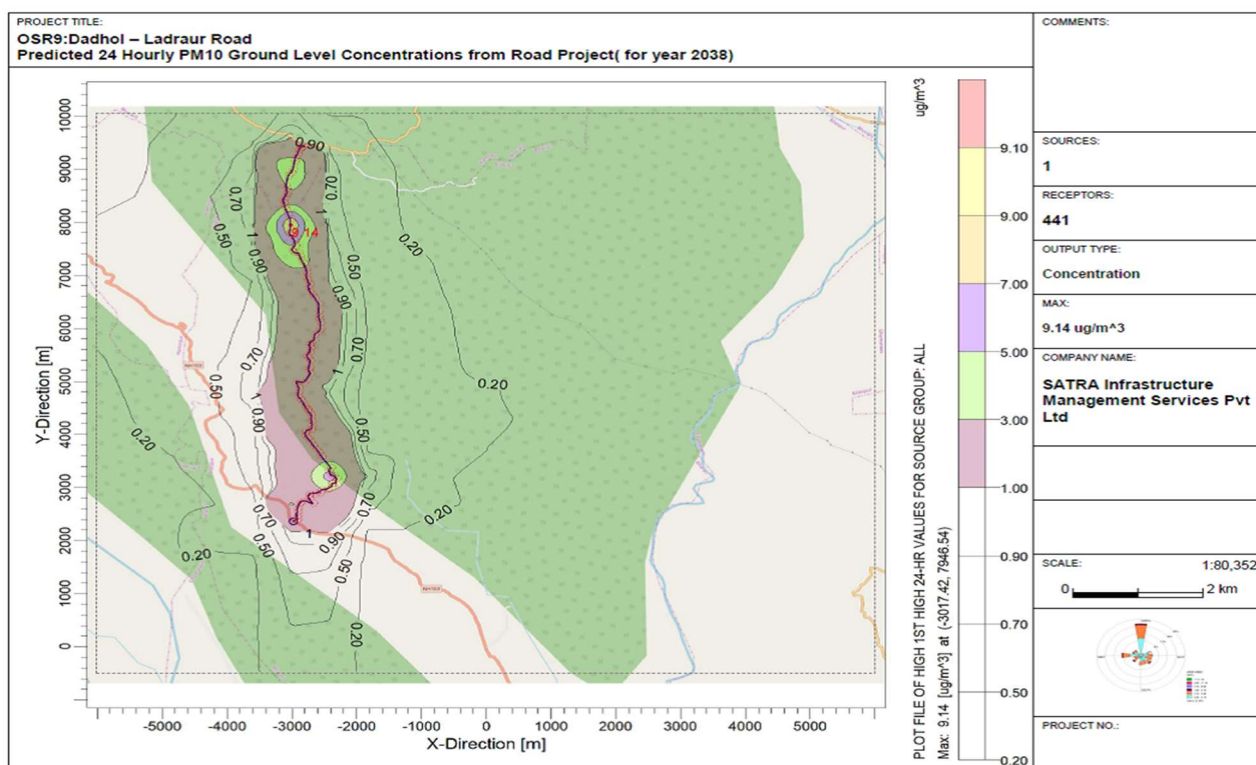 PROJECT TITLE:
OSR9:Dadhol – Ladraur Road
Predicted 24 Hourly PM10 Ground Level Concentrations from Road Project( for year 2038)
Y-Direction [m]
10000
9000
8000
7000
6000
5000
4000
3000
2000
1000
0
0.90
0.70
0.50
1
0.90
9.14
1
0.20
0.50
0.90
0.70
0.70
0.50
1
0.90
1
0.50
0.20
0.20
0.20
0.20
0.70
0.50
1
0.90
0.70
0.50
0.20
NH103
NH103
-5000
-4000
-3000
-2000
-1000
0
1000
2000
3000
4000
5000
X-Direction [m]
PLOT FILE OF HIGH 1ST HIGH 24-HR VALUES FOR SOURCE GROUP: ALL
Max: 9.14 [ug/m^3] at (-3017.42, 7946.54)
ug/m^3
9.10
9.00
7.00
5.00
3.00
1.00
0.90
0.70
0.50
0.20
COMMENTS:
SOURCES:
1
RECEPTORS:
441
OUTPUT TYPE:
Concentration
MAX:
9.14 ug/m^3
COMPANY NAME:
SATRA Infrastructure
Management Services Pvt
Ltd
SCALE:
1:80,352
0
2 km
PROJECT NO.: